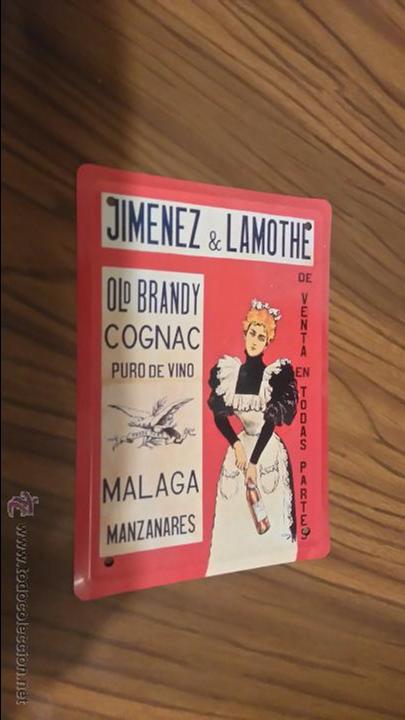 JIMENEZ & LAMOTHE
OLD BRANDY
COGNAC
PURO DE VINO
MALAGA
MANZANARES
DE VENTA EN TODAS PARTES
www.todocoleccion.net